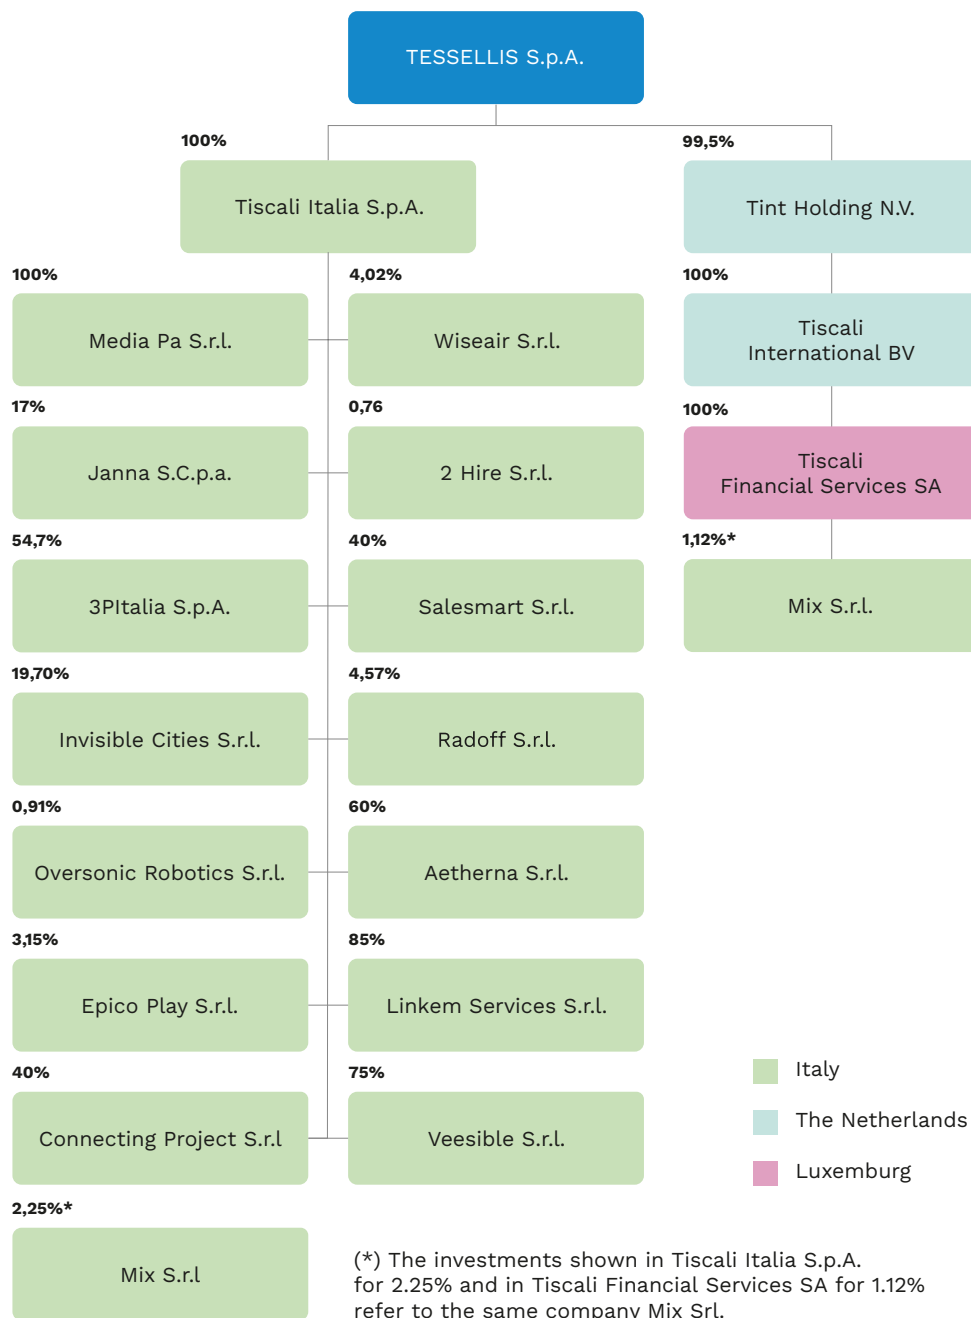 TESSELLIS S.p.A.
100%
99,5%
Tiscali Italia S.p.A.
Tint Holding N.V.
100%
4,02%
100%
Media Pa S.r.l.
Wiseair S.r.l.
Tiscali
International BV
17%
0,76
100%
Janna S.C.p.a.
2 Hire S.r.l.
Tiscali
Financial Services SA
54,7%
40%
1,12%*
3PItalia S.p.A.
Salesmart S.r.l.
Mix S.r.l.
19,70%
4,57%
Invisible Cities S.r.l.
Radoff S.r.l.
0,91%
60%
Oversonic Robotics S.r.l.
Aetherna S.r.l.
3,15%
85%
Epico Play S.r.l.
Linkem Services S.r.l.
40%
75%
Connecting Project S.r.l
Veesible S.r.l.
Italy
The Netherlands
Luxemburg
2,25%*
Mix S.r.l
(*) The investments shown in Tiscali Italia S.p.A.
for 2.25% and in Tiscali Financial Services SA for 1.12%
refer to the same company Mix Srl.